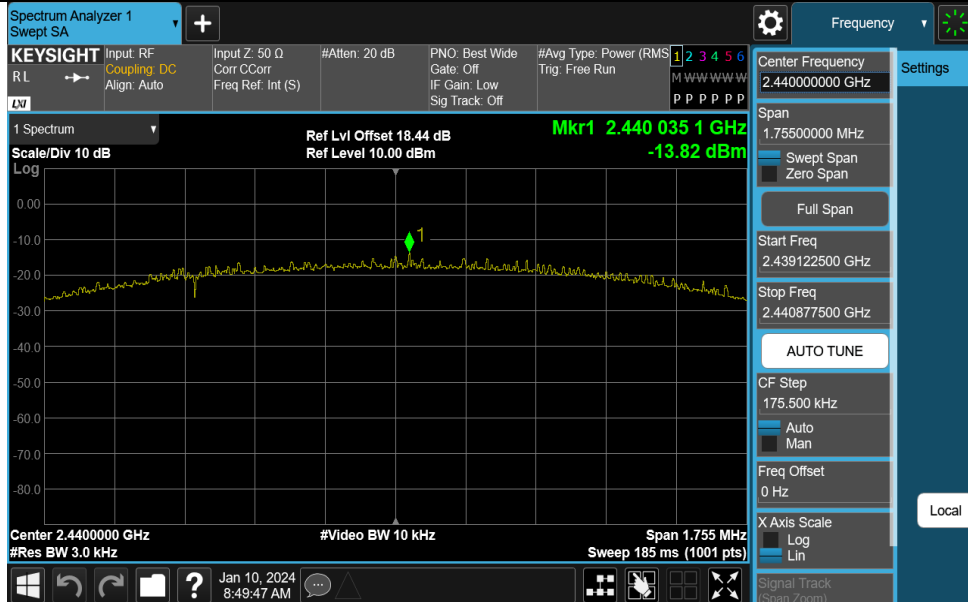 Spectrum Analyzer 1
Swept SA
+
Frequency
KEYSIGHT
RL
LXI
Input: RF
Coupling: DC
Align: Auto
Input Z: 50 Ω
Corr CCorr
Freq Ref: Int (S)
#Atten: 20 dB
PNO: Best Wide
Gate: Off
IF Gain: Low
Sig Track: Off
#Avg Type: Power (RMS
Trig: Free Run
1 2 3 4 5 6
M W W W W W
P P P P P P
1 Spectrum
Scale/Div 10 dB
Log
Ref Lvl Offset 18.44 dB
Ref Level 10.00 dBm
Mkr1 2.440 035 1 GHz
-13.82 dBm
1
0.00
-10.0
-20.0
-30.0
-40.0
-50.0
-60.0
-70.0
-80.0
Center 2.4400000 GHz
#Res BW 3.0 kHz
#Video BW 10 kHz
Span 1.755 MHz
Sweep 185 ms (1001 pts)
Center Frequency
2.440000000 GHz
Settings
Span
1.75500000 MHz
Swept Span
Zero Span
Full Span
Start Freq
2.439122500 GHz
Stop Freq
2.440877500 GHz
AUTO TUNE
CF Step
175.500 kHz
Auto
Man
Freq Offset
0 Hz
Local
X Axis Scale
Log
Lin
Signal Track
(Span Zoom)
?
Jan 10, 2024
8:49:47 AM